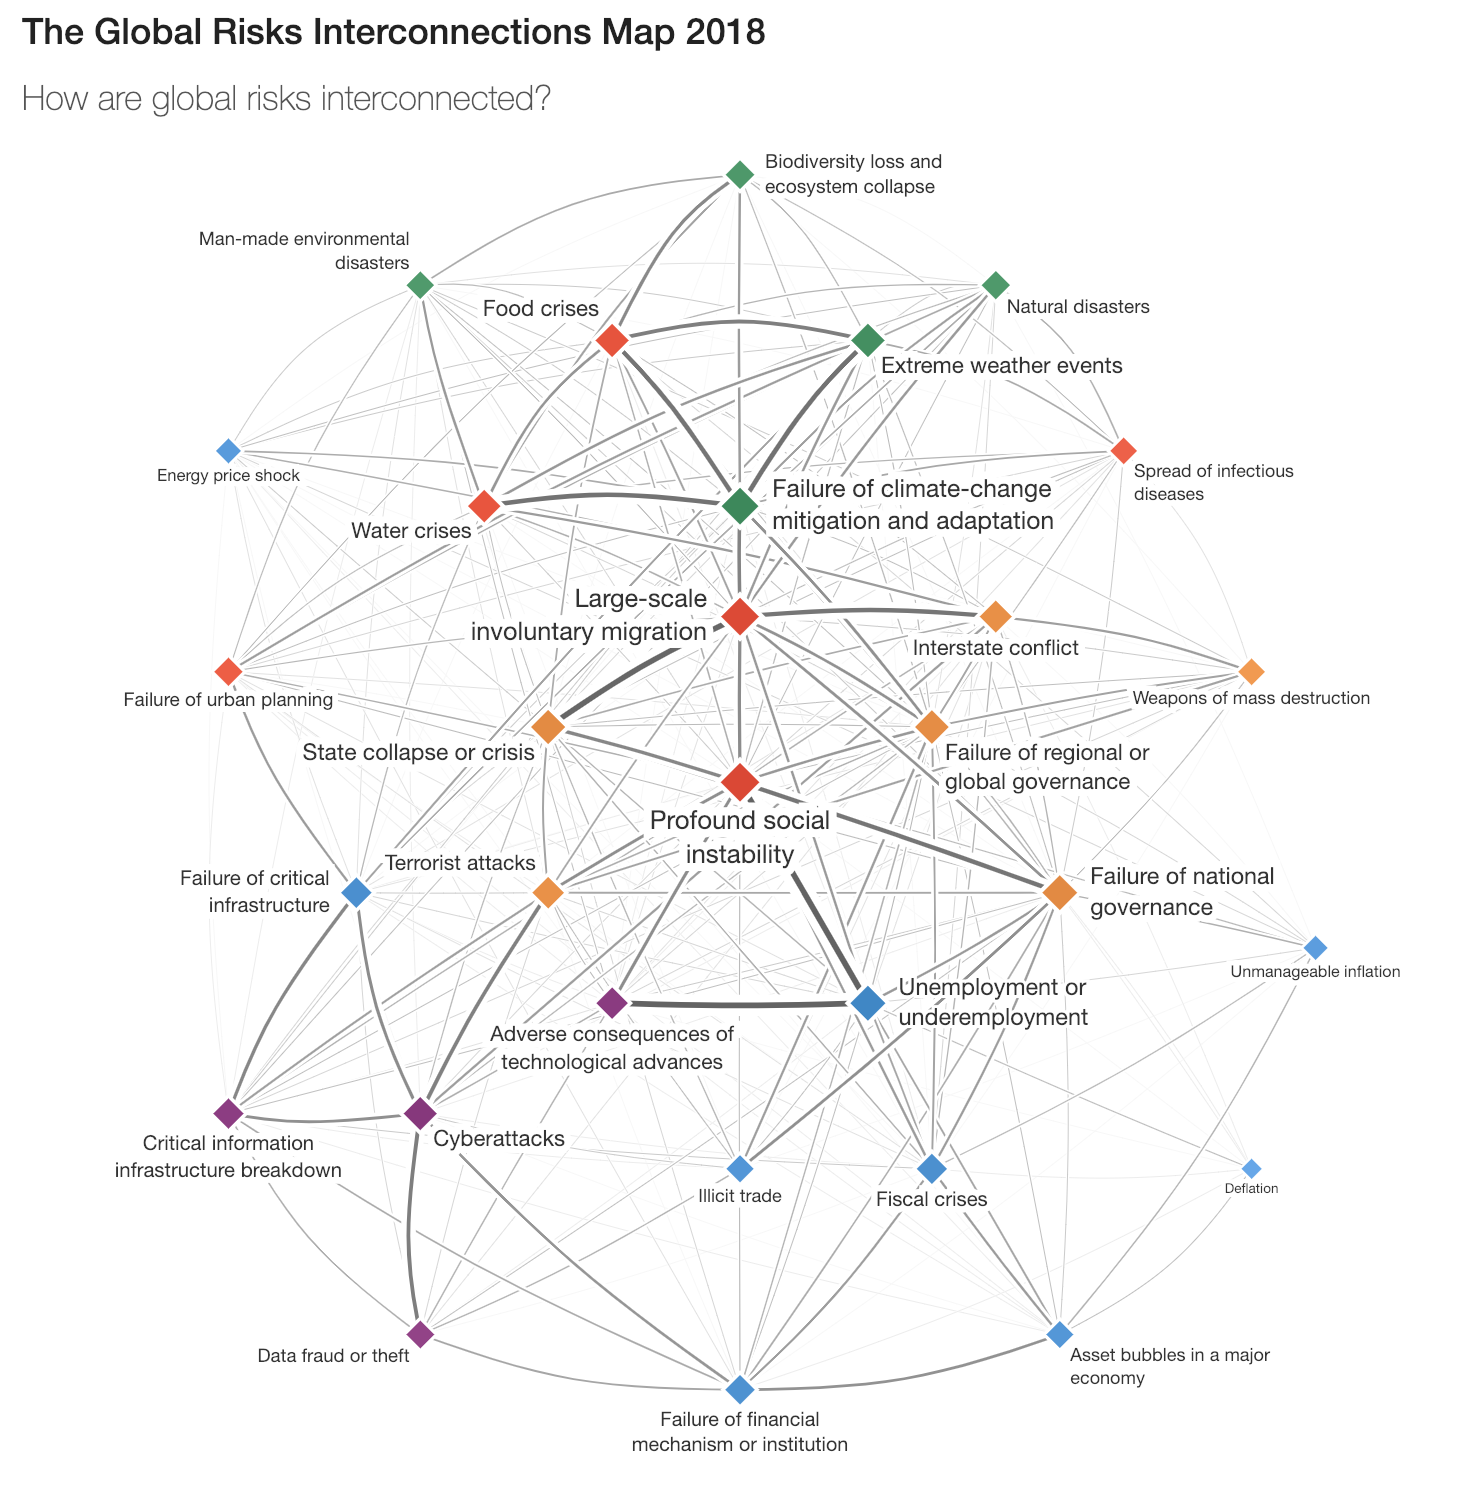 The Global Risks Interconnections Map 2018
How are global risks interconnected?
Biodiversity loss and
ecosystem collapse
Man-made environmental
disasters
Natural disasters
Food crises
Extreme weather events
Energy price shock
Spread of infectious
diseases
Failure of climate-change
mitigation and adaptation
Water crises
Large-scale
involuntary migration
Interstate conflict
Failure of urban planning
Weapons of mass destruction
State collapse or crisis
Failure of regional or
global governance
Profound social
instability
Terrorist attacks
Failure of critical
infrastructure
Failure of national
governance
Unmanageable inflation
Unemployment or
underemployment
Adverse consequences of
technological advances
Critical information
infrastructure breakdown
Cyberattacks
Illicit trade
Fiscal crises
Deflation
Data fraud or theft
Asset bubbles in a major
economy
Failure of financial
mechanism or institution